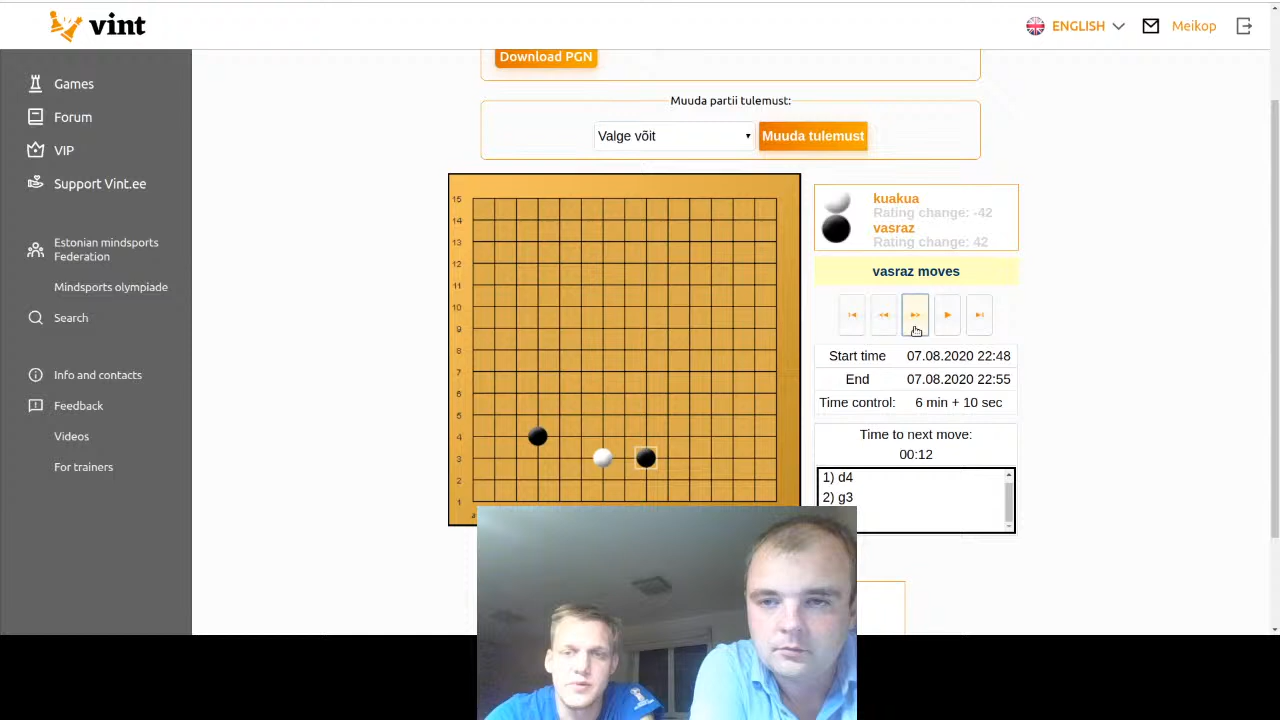 vint
ENGLISH
Meikop
Games
Forum
VIP
Support Vint.ee
Estonian mindsports
Federation
Mindsports olympiade
Search
Info and contacts
Feedback
Videos
For trainers
Download PGN
Muuda partii tulemust:
Valge võit
Muuda tulemust
15
14
13
12
11
10
9
8
7
6
5
4
3
2
1
kuakua
Rating change: -42
vasraz
Rating change: 42
vasraz moves
Start time 07.08.2020 22:48
End 07.08.2020 22:55
Time control: 6 min + 10 sec
Time to next move:
00:12
1) d4
2) g3